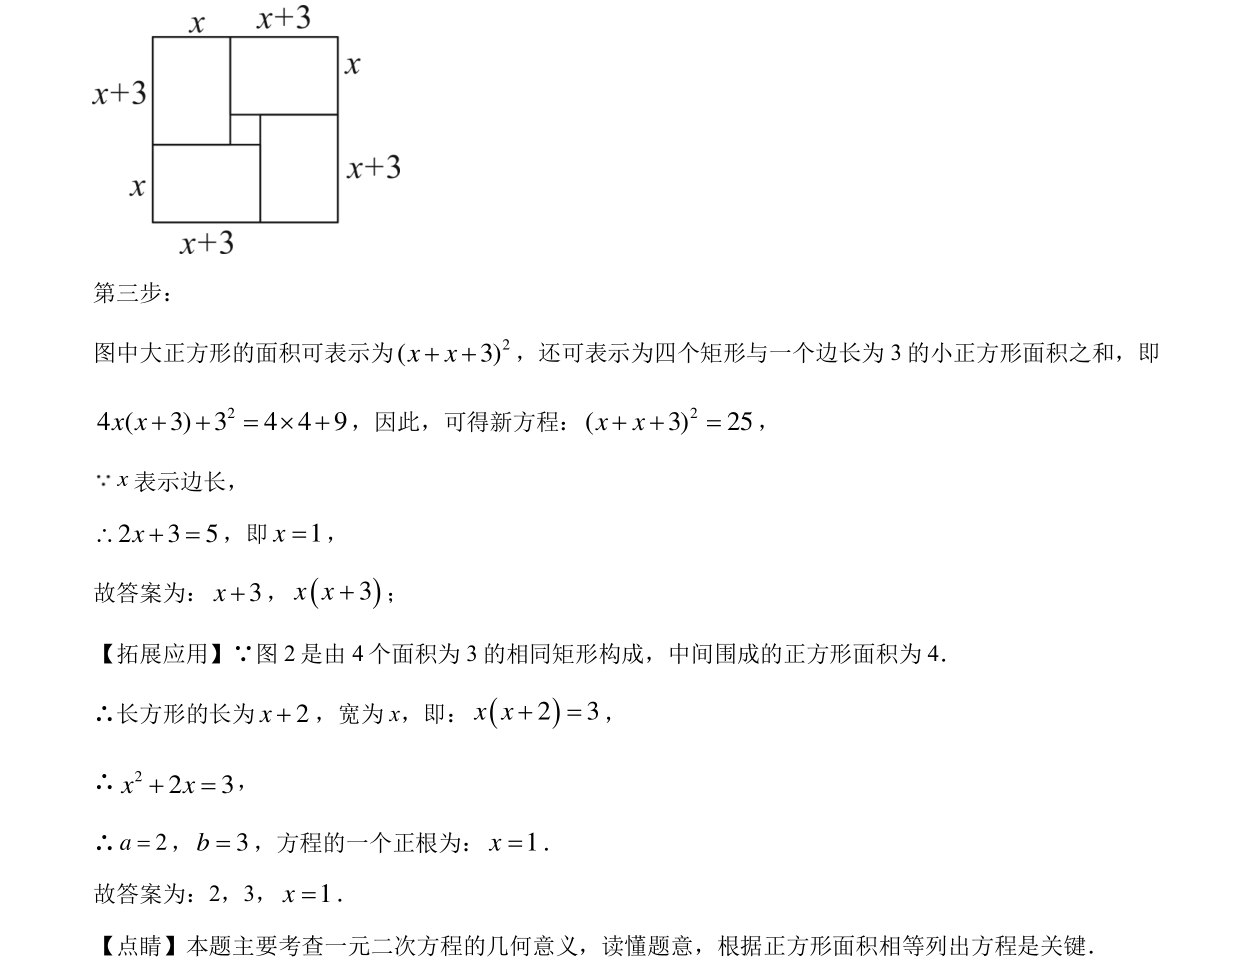 x x+3
x
x+3
x+3
x
x+3
第三步：
图中大正方形的面积可表示为(x+x+3)²，还可表示为四个矩形与一个边长为 3 的小正方形面积之和，即
4x(x+3)+3²=4×4+9，因此，可得新方程：(x+x+3)²=25，
∵x 表示边长，
∴2x+3=5，即 x=1，
故答案为：x+3，x(x+3)；
【拓展应用】∵图 2 是由 4 个面积为 3 的相同矩形构成，中间围成的正方形面积为 4．
∴长方形的长为 x+2，宽为 x，即：x(x+2)=3，
∴x²+2x=3，
∴a=2，b=3，方程的一个正根为：x=1．
故答案为：2，3，x=1．
【点睛】本题主要考查一元二次方程的几何意义，读懂题意，根据正方形面积相等列出方程是关键．